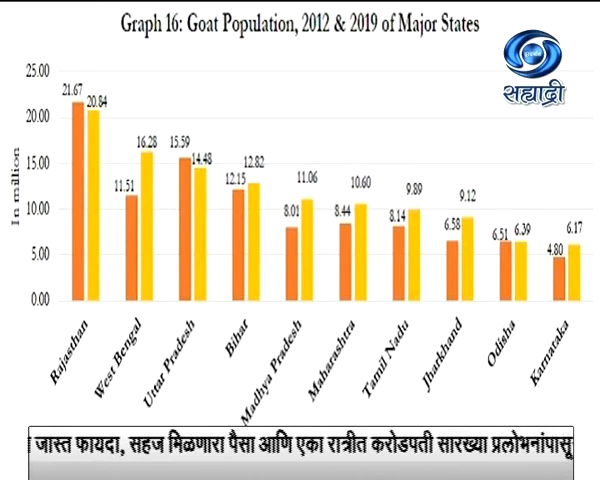 Graph 16: Goat Population, 2012 & 2019 of Major States
सह्याद्री
25.00
20.00
15.00
10.00
5.00
0.00
In million
21.67 20.84
11.51 16.28
15.59 14.48
12.15 12.82
8.01 11.06
8.44 10.60
8.14 9.89
6.58 9.12
6.51 6.39
4.80 6.17
Rajasthan
West Bengal
Uttar Pradesh
Bihar
Madhya Pradesh
Maharashtra
Tamil Nadu
Jharkhand
Odisha
Karnataka
जास्त फायदा, सहज मिळणारा पैसा आणि एका रात्रीत करोडपती सारख्या प्रलोभनांपासू